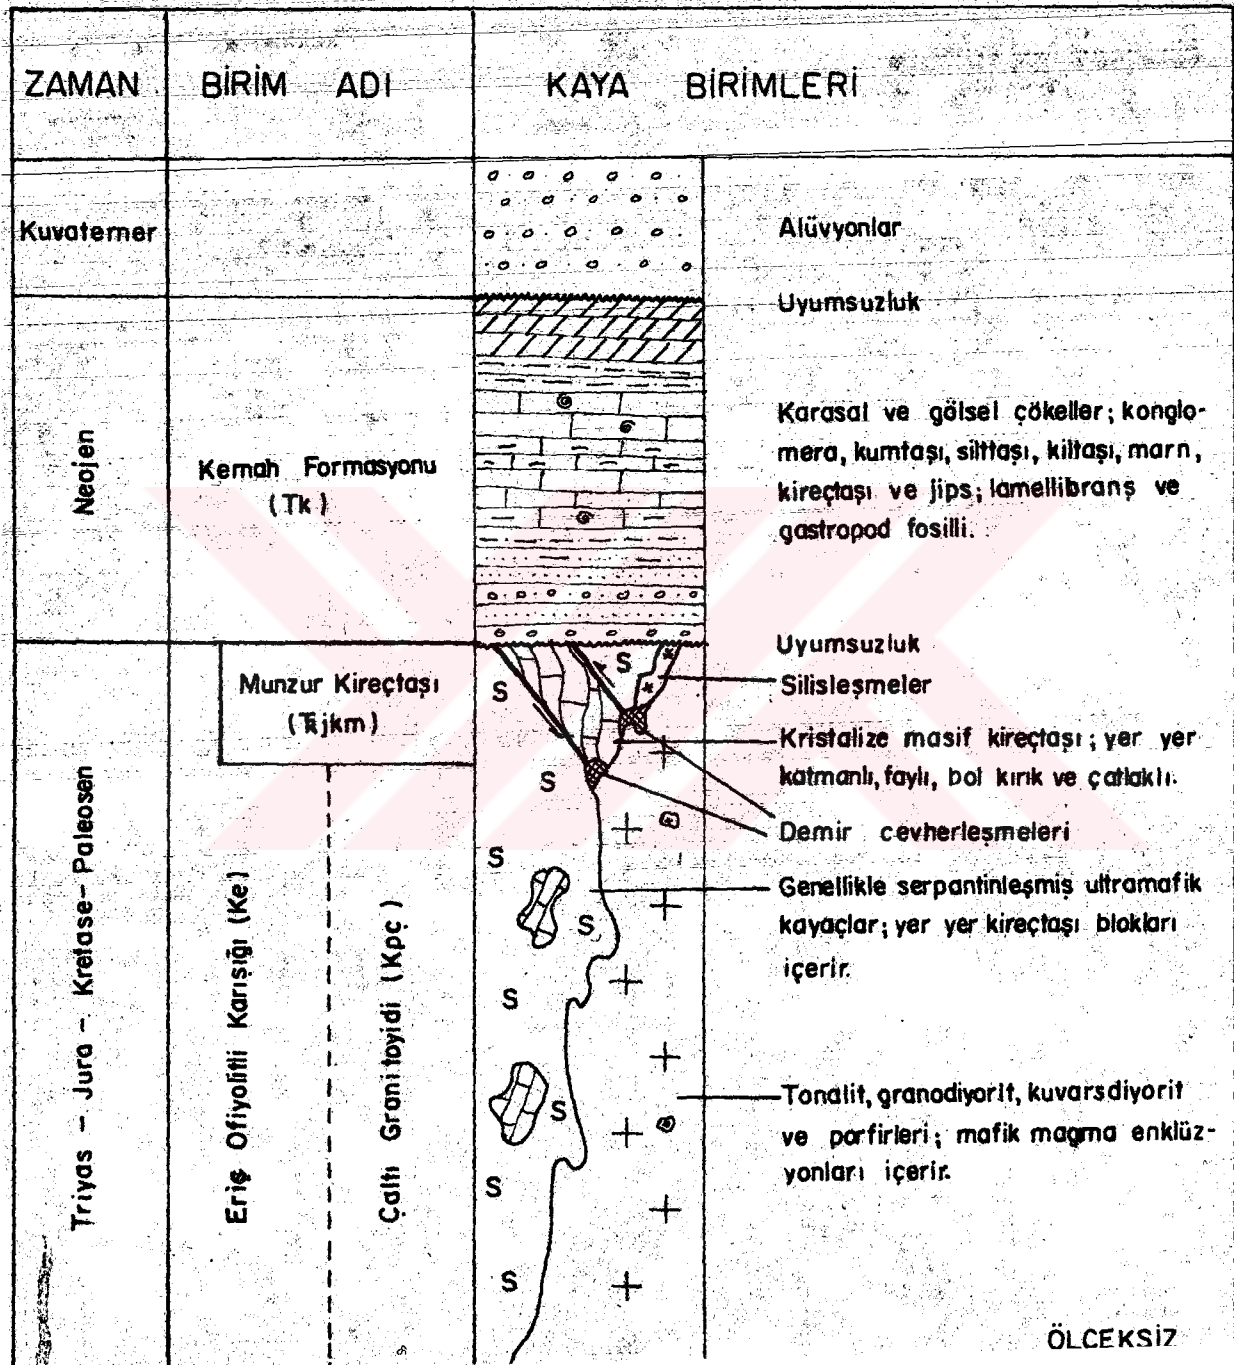 ZAMAN BİRİM ADI KAYA BİRİMLERİ
Kuvaterner
Alüvyonlar
Uyumsuzluk
Neojen
Kemah Formasyonu
(Tk)
Karasal ve gölsel çökeller; konglo-
mera, kumtaşı, silttaşı, kiltaşı, marn,
kireçtaşı ve jips; lamellibranş ve
gastropod fosilli.
Triyas - Jura - Kretase - Paleosen
Munzur Kireçtaşı
(Tkjkm)
Eriş Ofiyolitli Karışığı (Ke)
Çaltı Granitoyidi (Kpç)
S
S
S
S
S
S
S
S
S
Uyumsuzluk
Silisleşmeler
Kristalize masif kireçtaşı; yer yer
katmanlı, faylı, bol kırık ve çatlaklı.
Demir cevherleşmeleri
Genellikle serpantinleşmiş ultramafik
kayaçlar; yer yer kireçtaşı blokları
içerir.
Tonalit, granodiyorit, kuvarsdiyorit
ve porfirleri; mafik magma enklüz-
yonları içerir.
ÖLÇEKSİZ